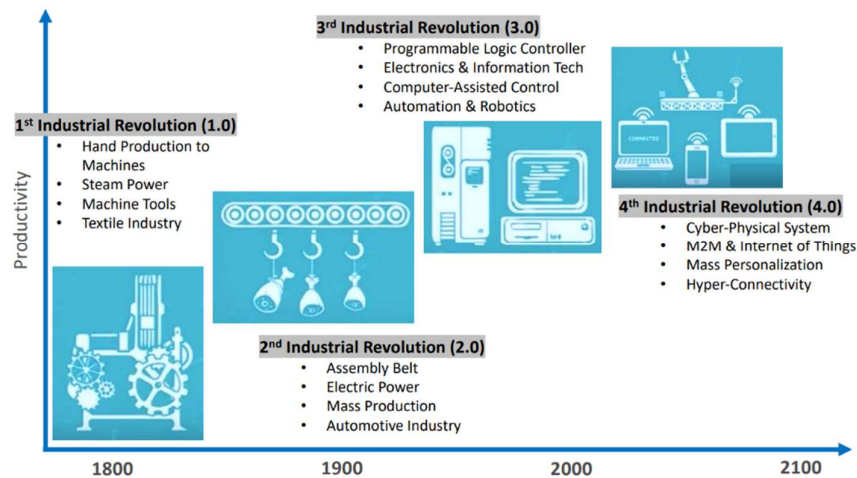 3rd Industrial Revolution (3.0)
• Programmable Logic Controller
• Electronics & Information Tech
• Computer-Assisted Control
• Automation & Robotics
1st Industrial Revolution (1.0)
• Hand Production to
Machines
• Steam Power
• Machine Tools
• Textile Industry
CONNECTED
4th Industrial Revolution (4.0)
• Cyber-Physical System
• M2M & Internet of Things
• Mass Personalization
• Hyper-Connectivity
2nd Industrial Revolution (2.0)
• Assembly Belt
• Electric Power
• Mass Production
• Automotive Industry
Productivity
1800 1900 2000 2100